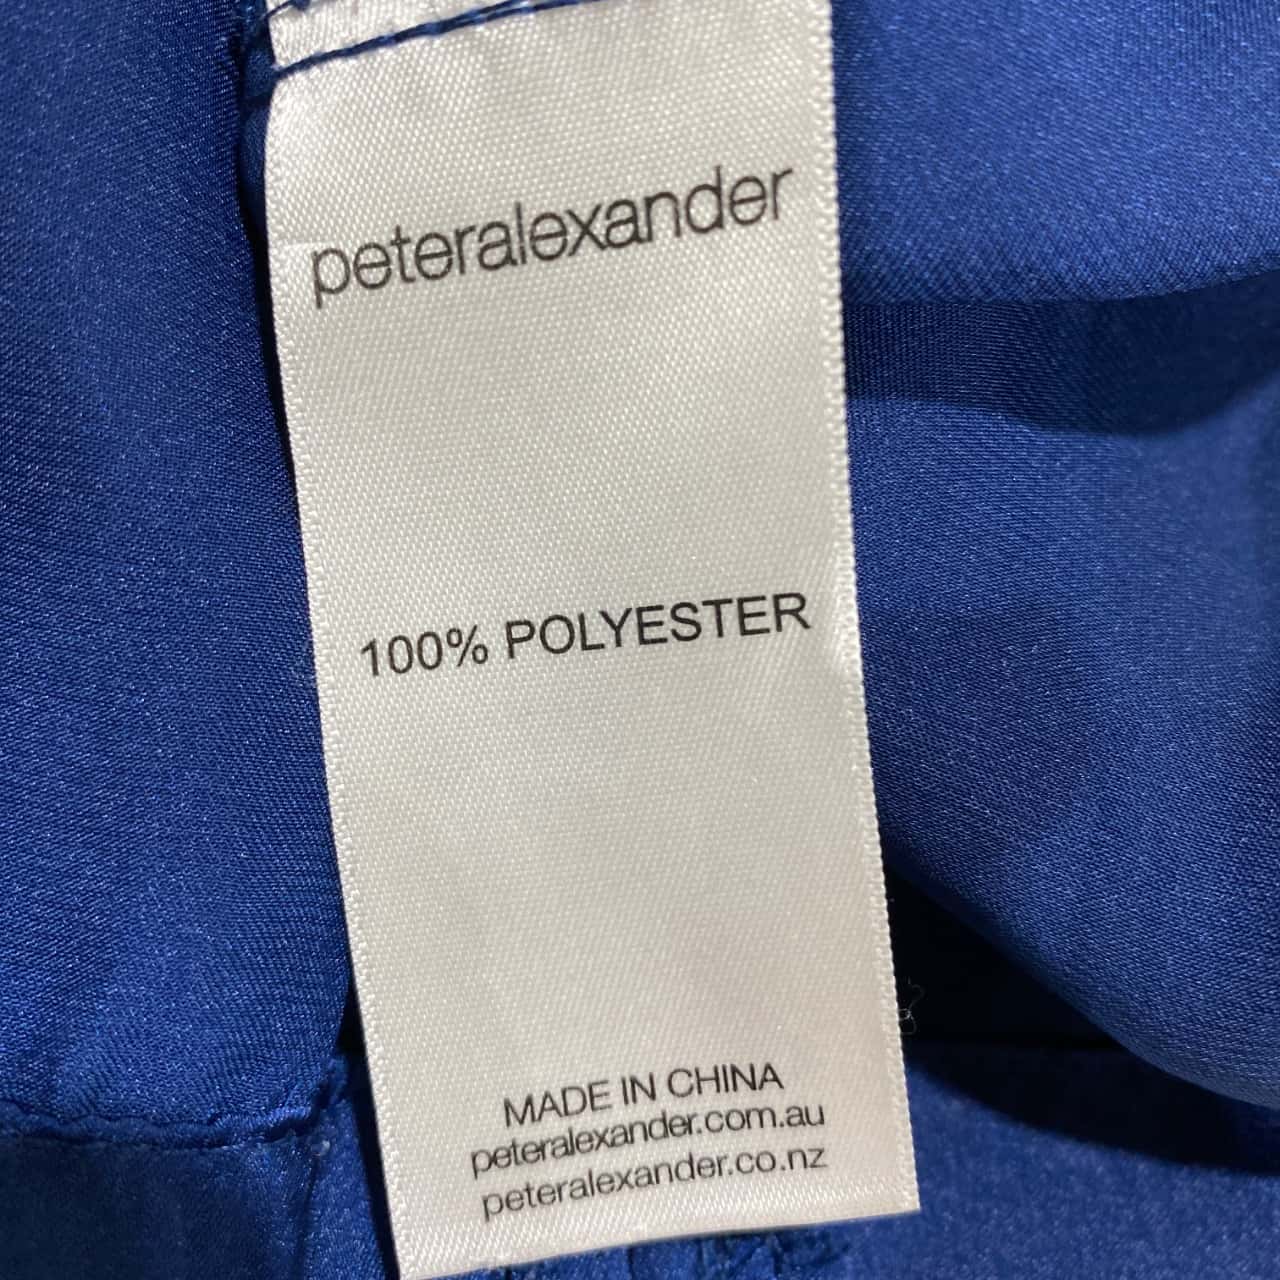 peteralexander
100% POLYESTER
MADE IN CHINA
peteralexander.com.au
peteralexander.co.nz